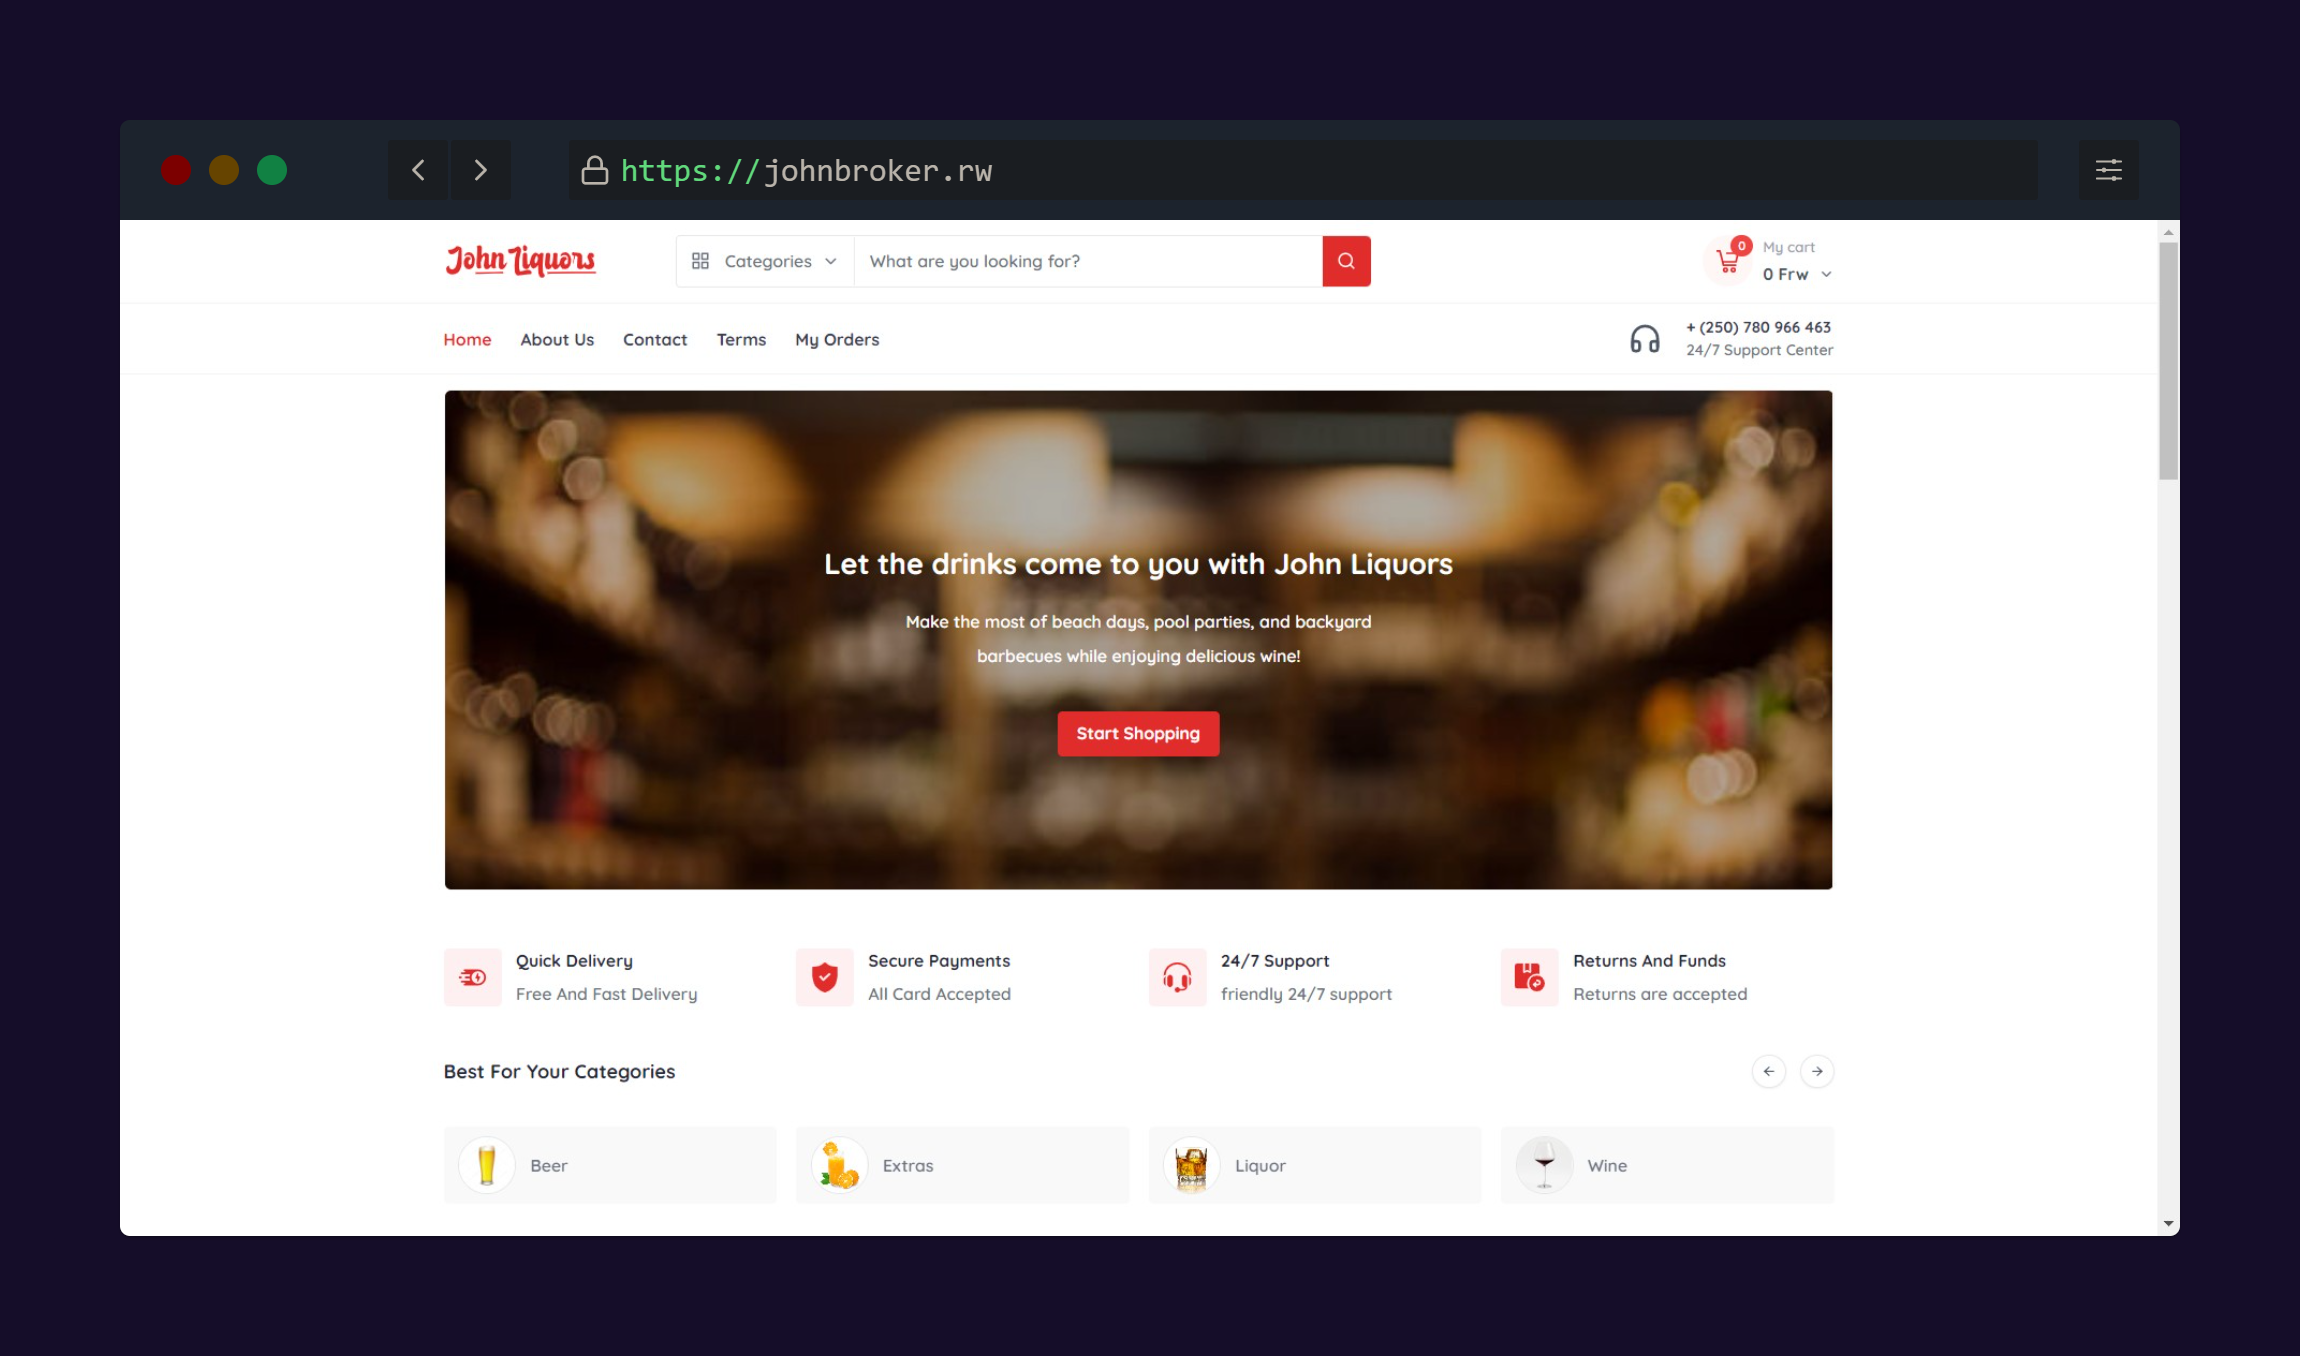 https://johnbroker.rw
John Liquors
Categories
What are you looking for?
0
My cart
0 Frw
Home
About Us
Contact
Terms
My Orders
+ (250) 780 966 463
24/7 Support Center
Let the drinks come to you with John Liquors
Make the most of beach days, pool parties, and backyard
barbecues while enjoying delicious wine!
Start Shopping
Quick Delivery
Free And Fast Delivery
Secure Payments
All Card Accepted
24/7 Support
friendly 24/7 support
Returns And Funds
Returns are accepted
Best For Your Categories
Beer
Extras
Liquor
Wine